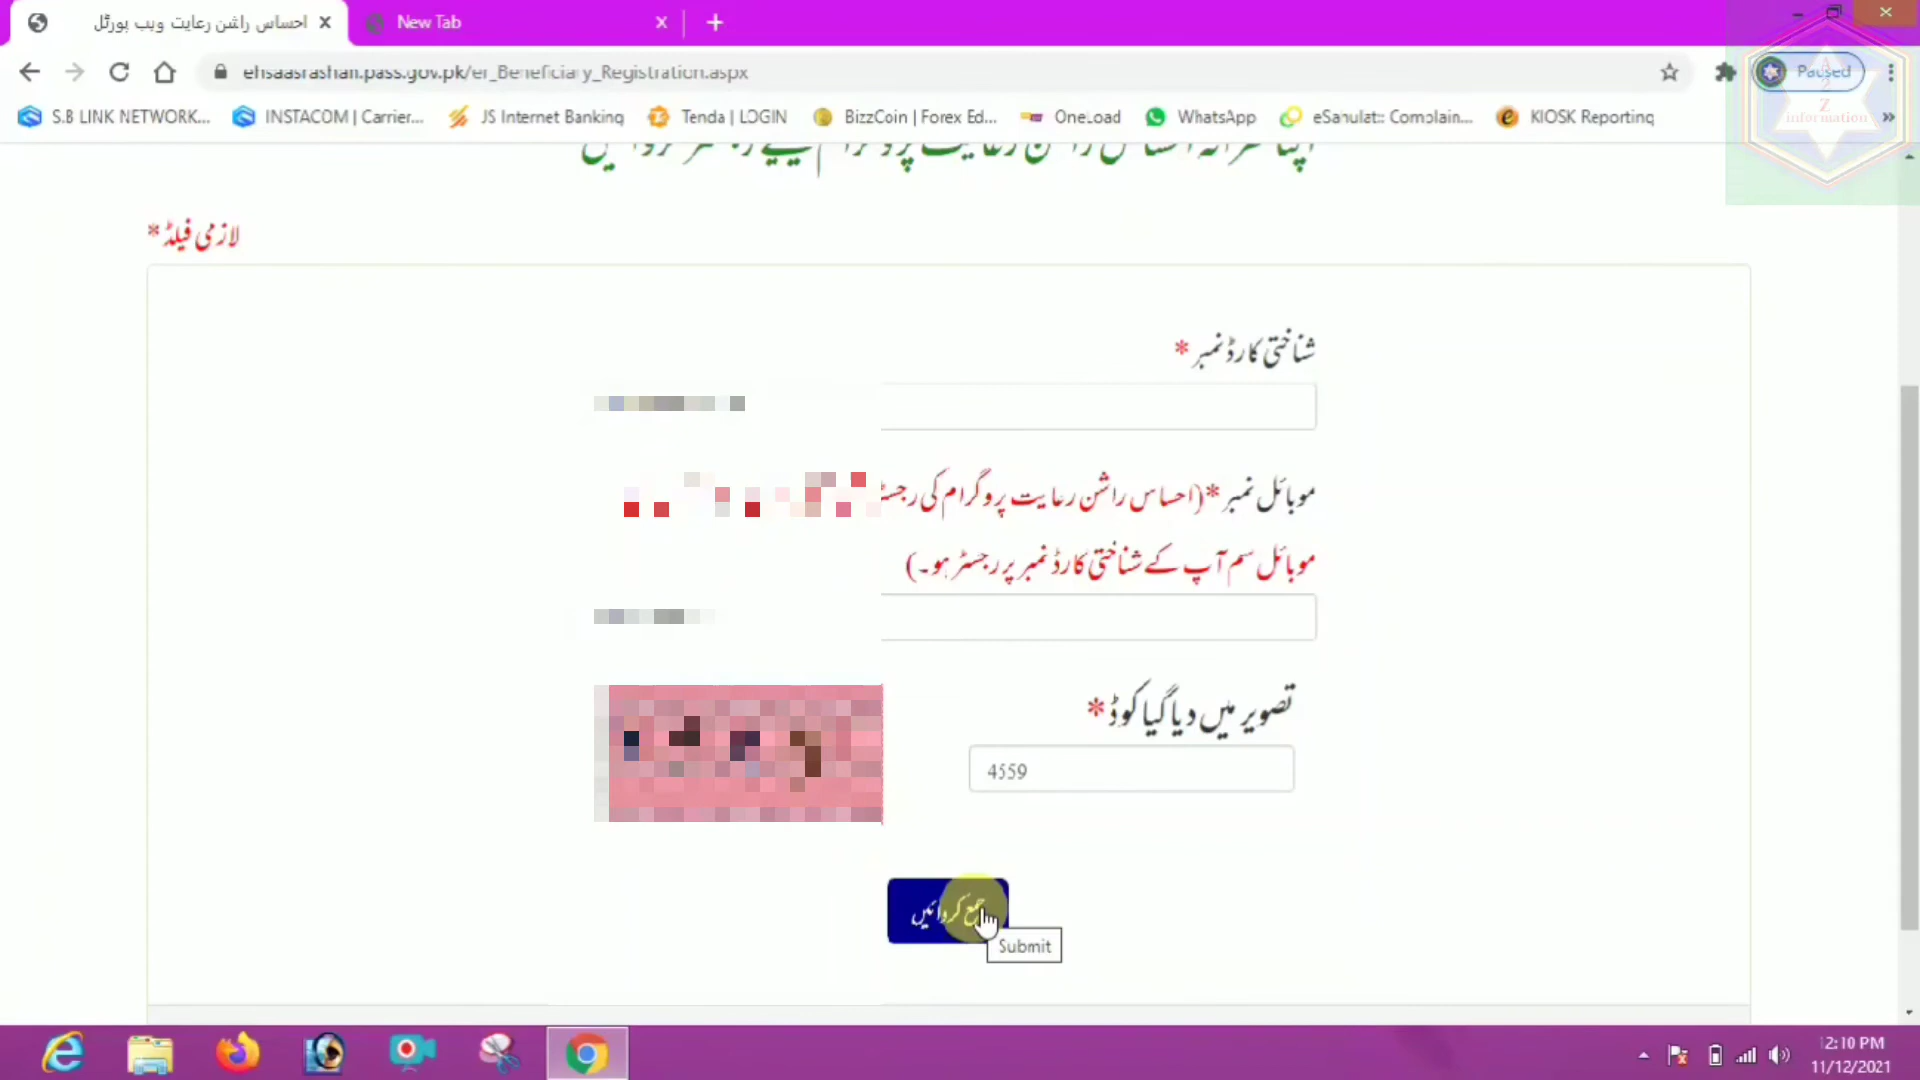 احساس راشن رعایت ویب پورٹل
New Tab
ehsaasrashan.pass.gov.pk/er_Beneficiary_Registration.aspx
Paused
S.B LINK NETWORK...
INSTACOM | Carrier...
JS Internet Banking
Tenda | LOGIN
BizzCoin | Forex Ed...
OneLoad
WhatsApp
eSahulat:: Complain...
KIOSK Reporting
»
A
2
Z
information
لازمی فیلڈ *
شناختی کارڈ نمبر *
موبائل نمبر * (احساس راشن رعایت پروگرام کی رجسٹ
موبائل سم آپ کے شناختی کارڈ نمبر پر رجسٹر ہو۔)
تصویر میں دیا گیا کوڈ *
4559
جمع کروائیں
Submit
2:10 PM
11/12/2021